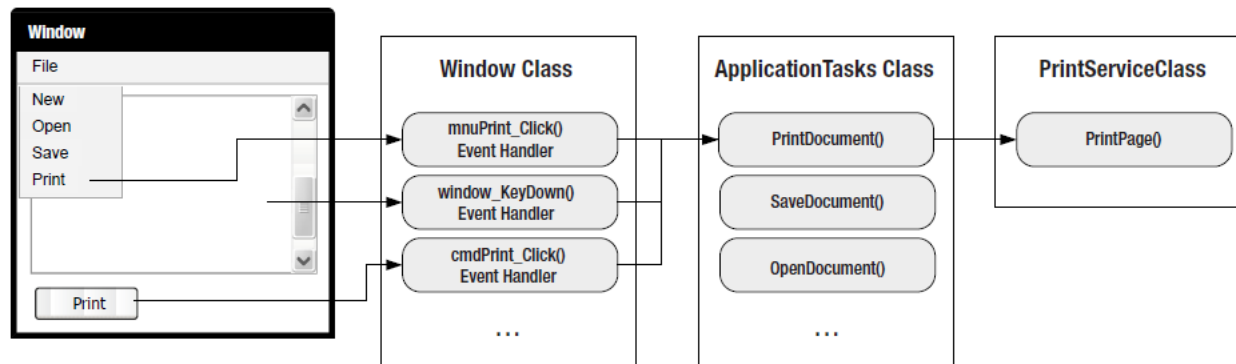 Window
File
New
Open
Save
Print
Print
Window Class
mnuPrint_Click()
Event Handler
window_KeyDown()
Event Handler
cmdPrint_Click()
Event Handler
...
ApplicationTasks Class
PrintDocument()
SaveDocument()
OpenDocument()
...
PrintServiceClass
PrintPage()